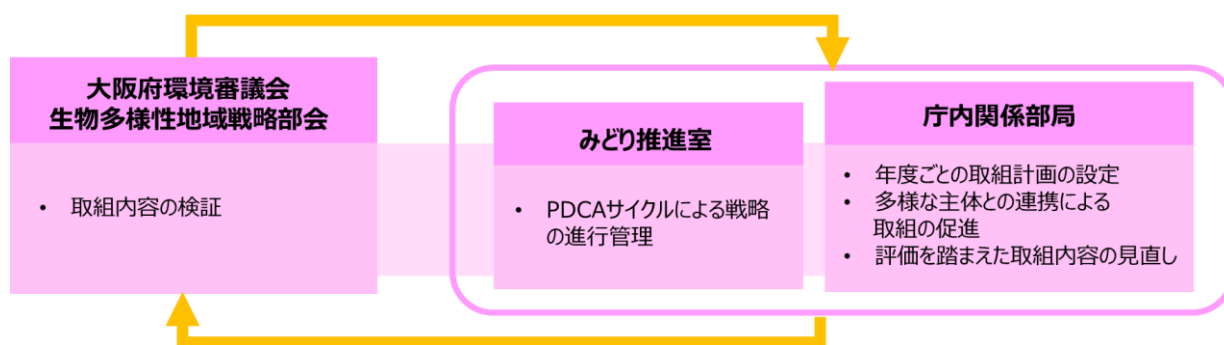 大阪府環境審議会
生物多様性地域戦略部会
• 取組内容の検証
みどり推進室
• PDCAサイクルによる戦略
の進行管理
庁内関係部局
• 年度ごとの取組計画の設定
• 多様な主体との連携による
取組の促進
• 評価を踏まえた取組内容の見直し